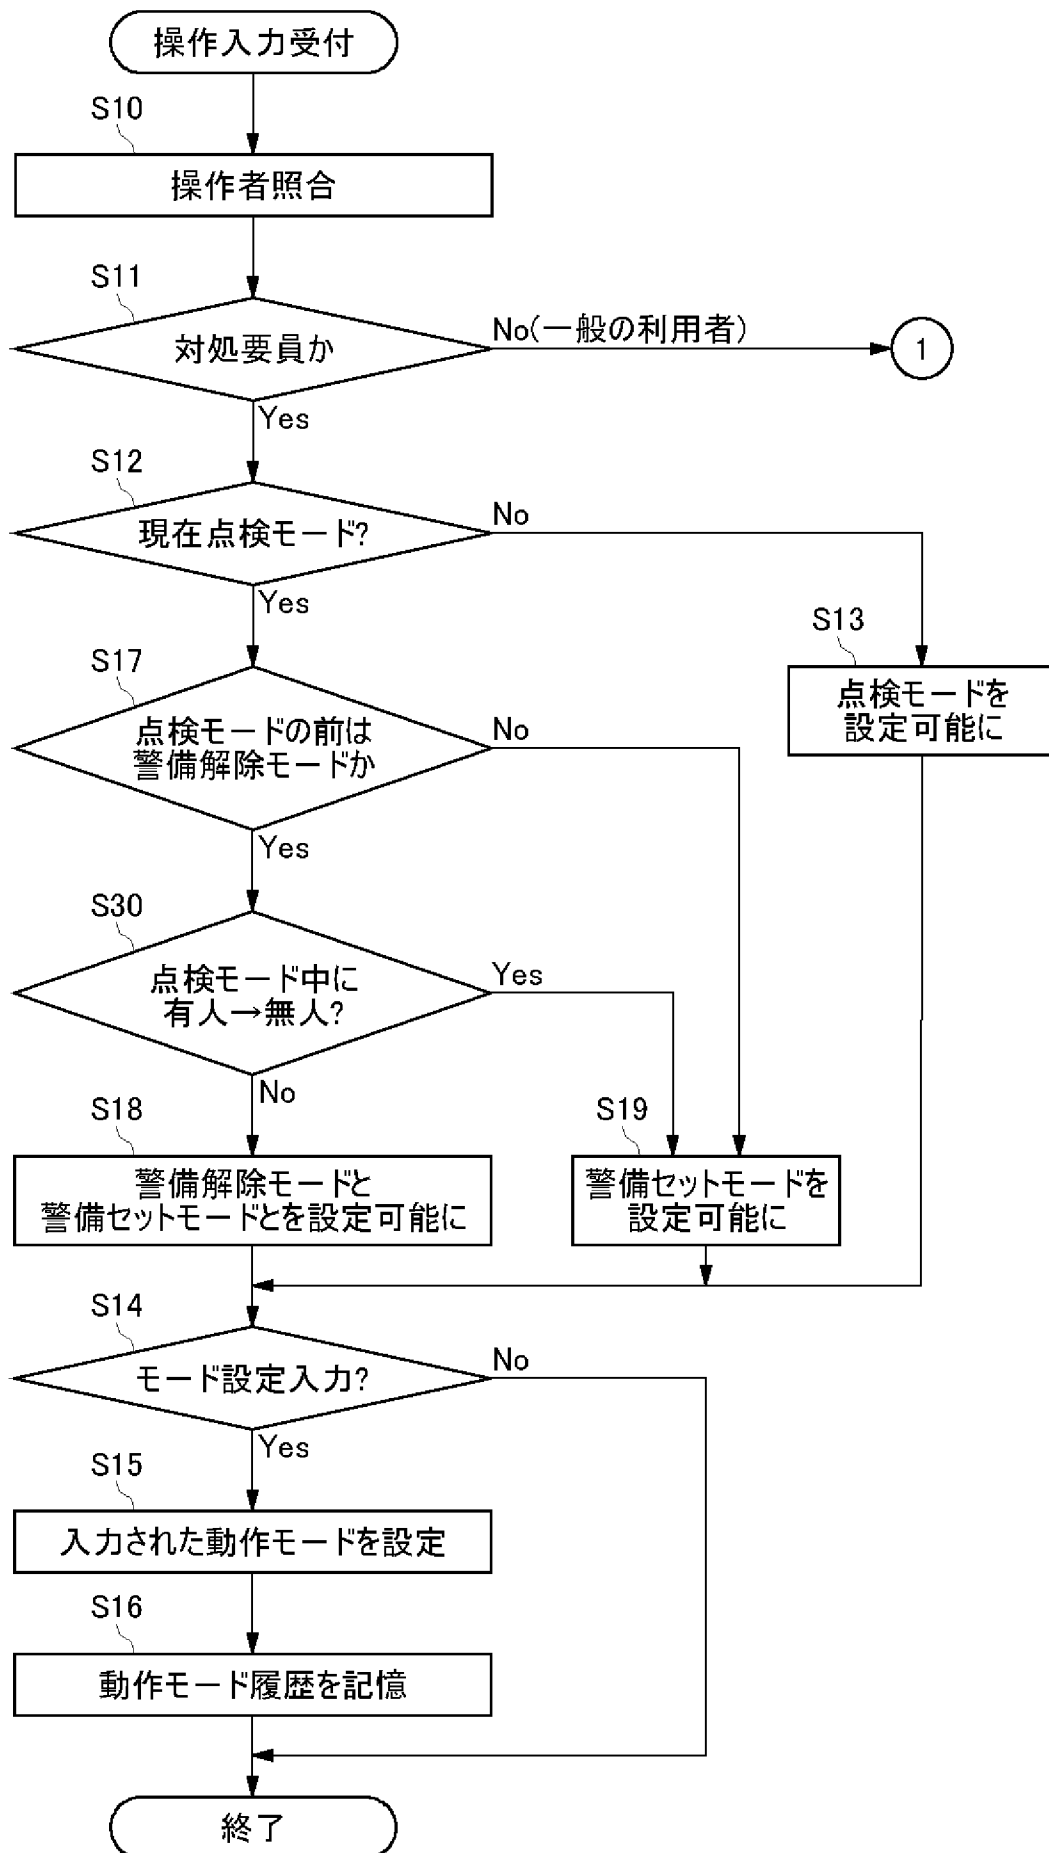 操作入力受付
S10
操作者照合
S11
対処要員か
No(一般の利用者)
1
Yes
S12
現在点検モード?
No
Yes
S13
点検モードを
設定可能に
S17
点検モードの前は
警備解除モードか
No
Yes
S30
点検モード中に
有人→無人?
Yes
No
S18
警備解除モードと
警備セットモードとを設定可能に
S19
警備セットモードを
設定可能に
S14
モード設定入力?
No
Yes
S15
入力された動作モードを設定
S16
動作モード履歴を記憶
終了